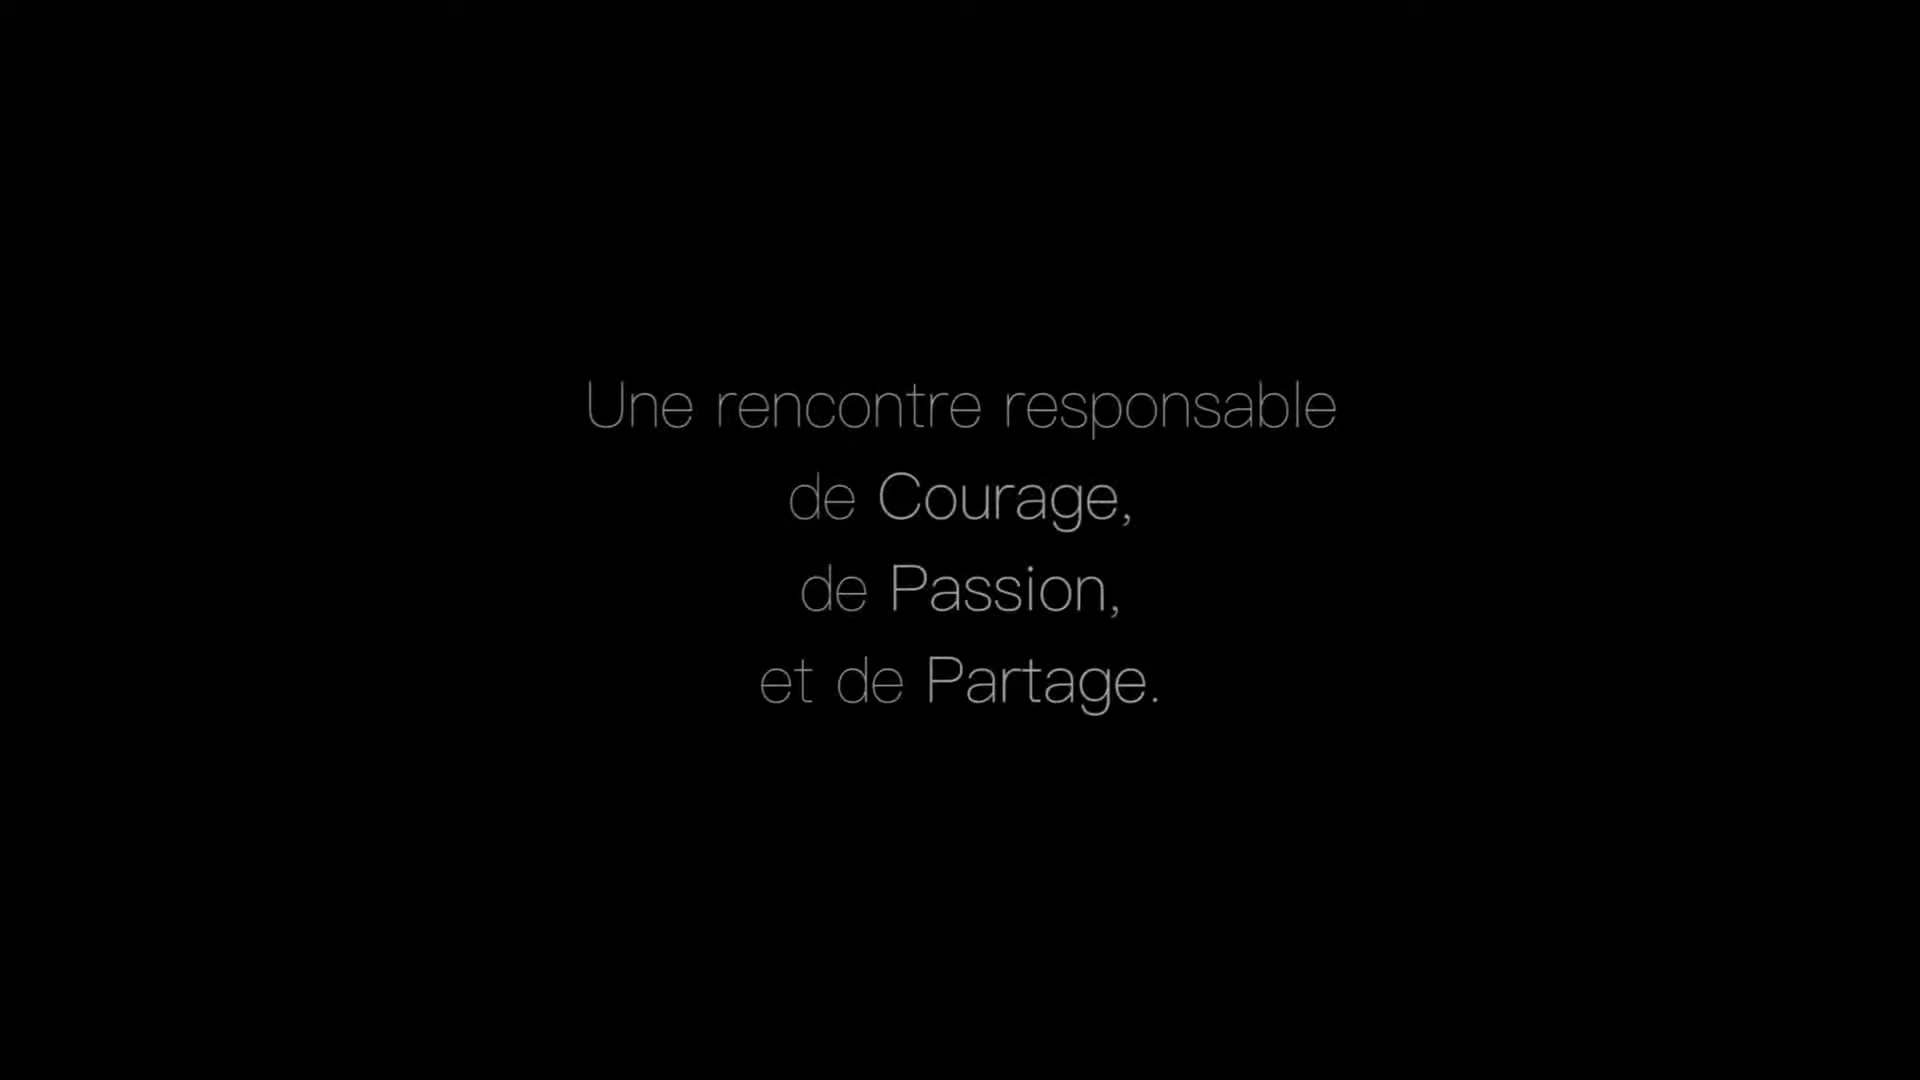 Une rencontre responsable
de Courage,
de Passion,
et de Partage.